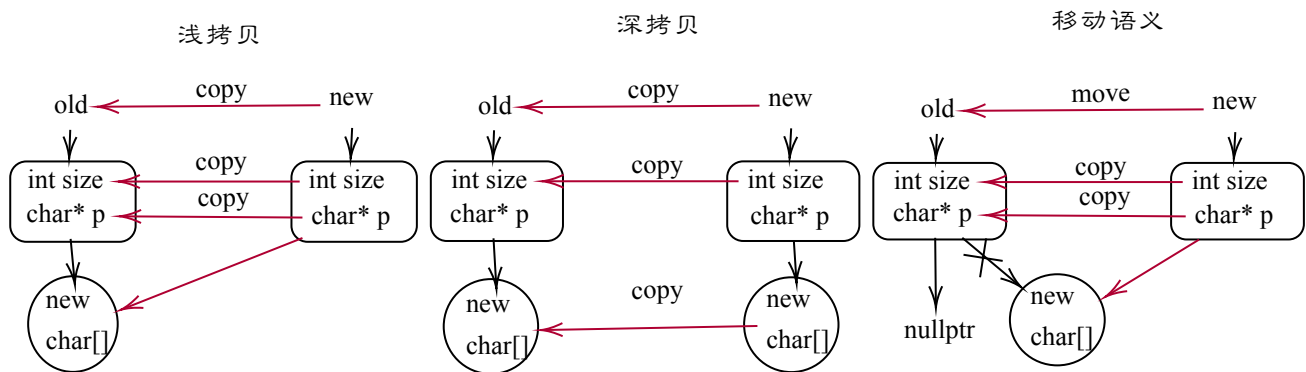 浅拷贝
old
copy
new
copy
int size
int size
copy
char* p
char* p
new
char[]
深拷贝
old
copy
new
copy
int size
int size
char* p
char* p
new
char[]
copy
new
char[]
移动语义
old
move
new
copy
int size
int size
copy
char* p
char* p
nullptr
new
char[]